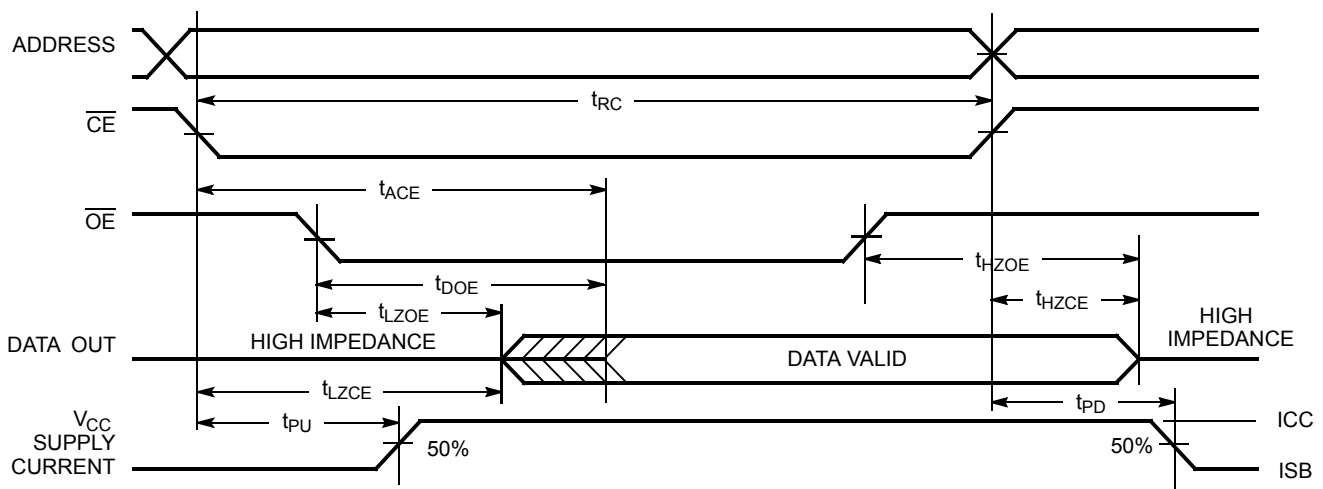 ADDRESS
tRC
CE
tACE
OE
tHZOE
tDOE
tLZOE
tHZCE
HIGH
IMPEDANCE
DATA OUT
HIGH IMPEDANCE
DATA VALID
tLZCE
VCC
SUPPLY
CURRENT
tPU
50%
tPD
50%
ICC
ISB